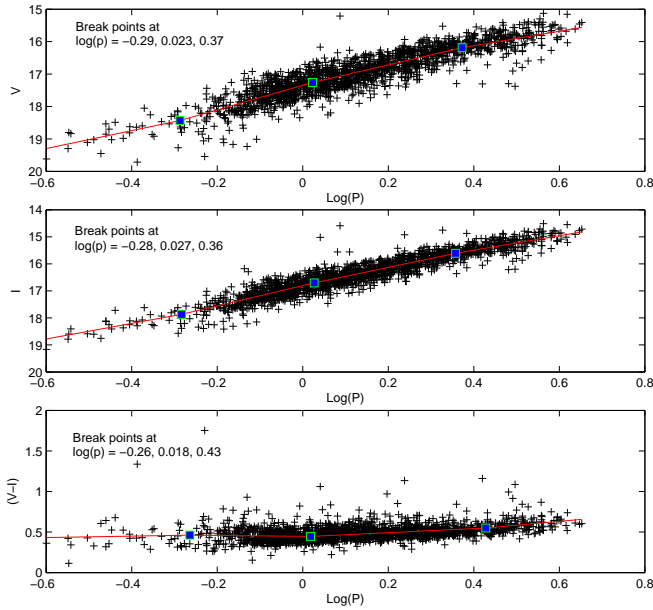 15
16
17
18
19
20
V
Break points at
log(p) = −0.29, 0.023, 0.37
−0.6 −0.4 −0.2 0 0.2 0.4 0.6 0.8
Log(P)
14
15
16
17
18
19
20
I
Break points at
log(p) = −0.28, 0.027, 0.36
−0.6 −0.4 −0.2 0 0.2 0.4 0.6 0.8
Log(P)
2
1.5
1
0.5
0
(V−I)
Break points at
log(p) = −0.26, 0.018, 0.43
−0.6 −0.4 −0.2 0 0.2 0.4 0.6 0.8
Log(P)